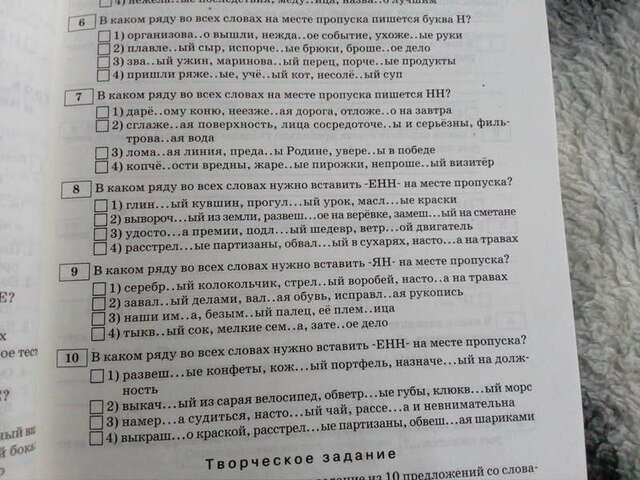 4) нежела...ые последствия, меду...ица, назва...о лучшим
6 В каком ряду во всех словах на месте пропуска пишется буква Н?
1) организова..о вышли, нежда..ое событие, ухоже..ые руки
2) плавле..ый сыр, испорче..ые брюки, броше..ое дело
3) зва..ый ужин, маринова..ый перец, порче..ые продукты
4) пришли ряже..ые, учё..ый кот, несолё..ый суп
7 В каком ряду во всех словах на месте пропуска пишется НН?
1) дарё..ому коню, неезже..ая дорога, отложе..о на завтра
2) сглаже..ая поверхность, лица сосредоточе..ы и серьёзны, филь-
трова..ая вода
3) лома..ая линия, преда..ы Родине, увере..ы в победе
4) копчё..ости вредны, жаре..ые пирожки, непроше..ый визитёр
8 В каком ряду во всех словах нужно вставить -ЕНН- на месте пропуска?
1) глин...ый кувшин, прогул...ый урок, масл...ые краски
2) вывороч...ый из земли, развеш...ое на верёвке, замеш...ый на сметане
3) удосто...а премии, подл...ый шедевр, ветр...ой двигатель
4) расстрел...ые партизаны, обвал...ый в сухарях, насто...а на травах
9 В каком ряду во всех словах нужно вставить -ЯН- на месте пропуска?
1) серебр..ый колокольчик, стрел..ый воробей, насто..а на травах
2) завал..ый делами, вал..ая обувь, исправл..ая рукопись
3) наши им..а, безым..ый палец, её плем..ица
4) тыкв..ый сок, мелкие сем..а, зате..ое дело
10 В каком ряду во всех словах нужно вставить -ЕНН- на месте пропуска?
1) развеш...ые конфеты, кож...ый портфель, назначе...ый на долж-
ность
2) выкач...ый из сарая велосипед, обветр...ые губы, клюкв...ый морс
3) намер...а судиться, насто...ый чай, рассе...а и невнимательна
4) выкраш...о краской, расстрел...ые партизаны, обвеш...ая шариками
Творческое задание
из 10 предложений со слова-